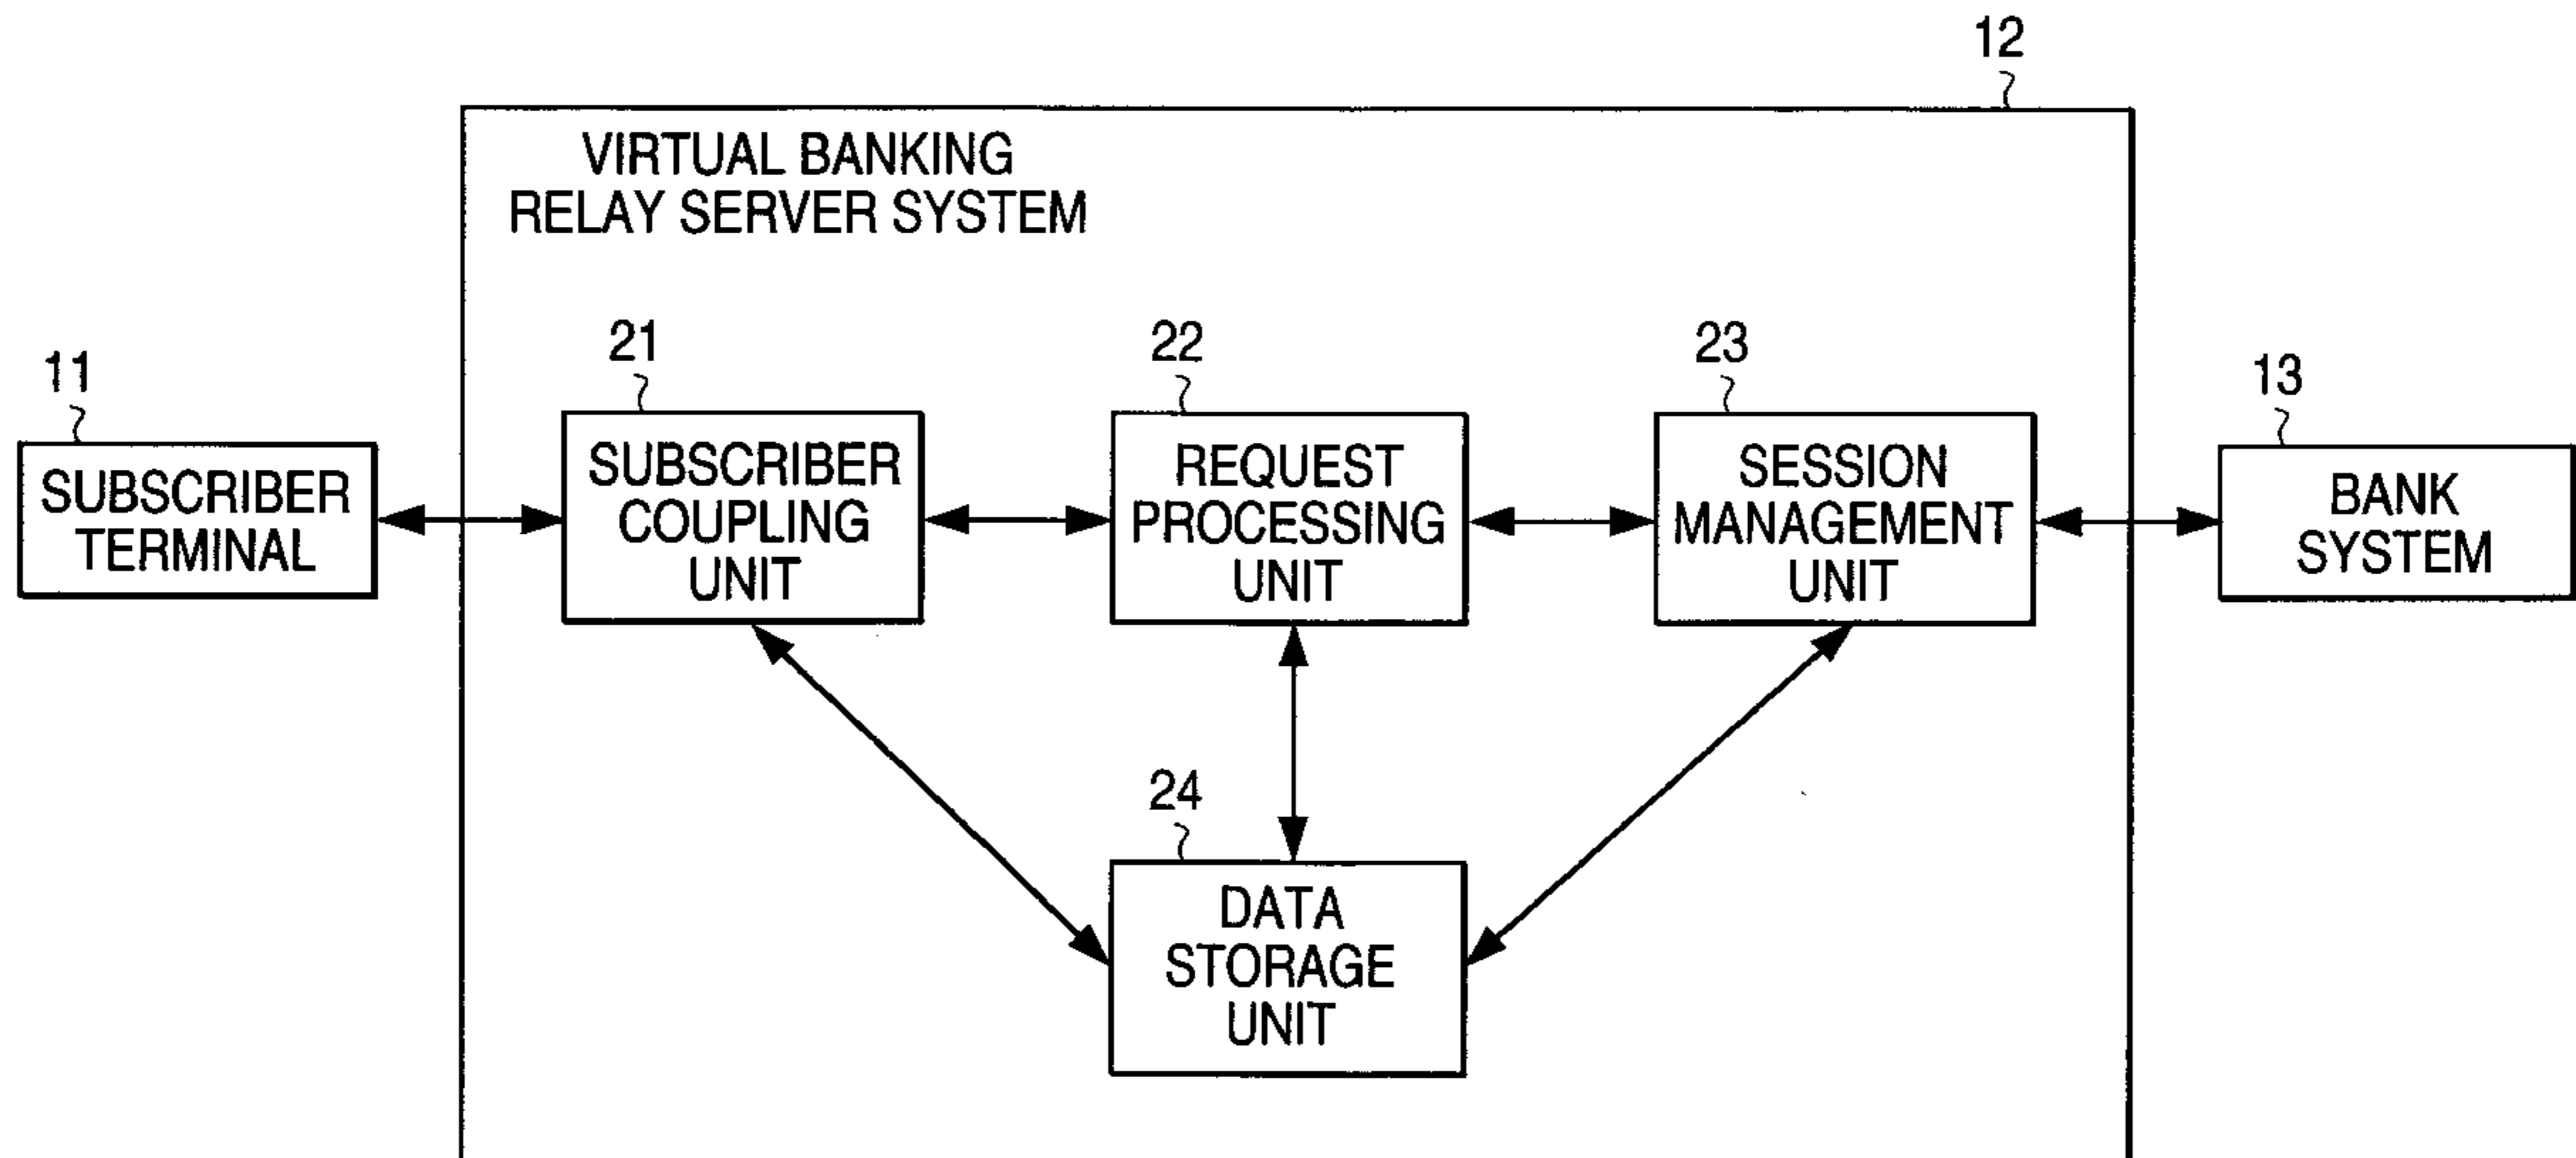 12
VIRTUAL BANKING
RELAY SERVER SYSTEM
11
SUBSCRIBER
TERMINAL
21
SUBSCRIBER
COUPLING
UNIT
22
REQUEST
PROCESSING
UNIT
23
SESSION
MANAGEMENT
UNIT
13
BANK
SYSTEM
24
DATA
STORAGE
UNIT